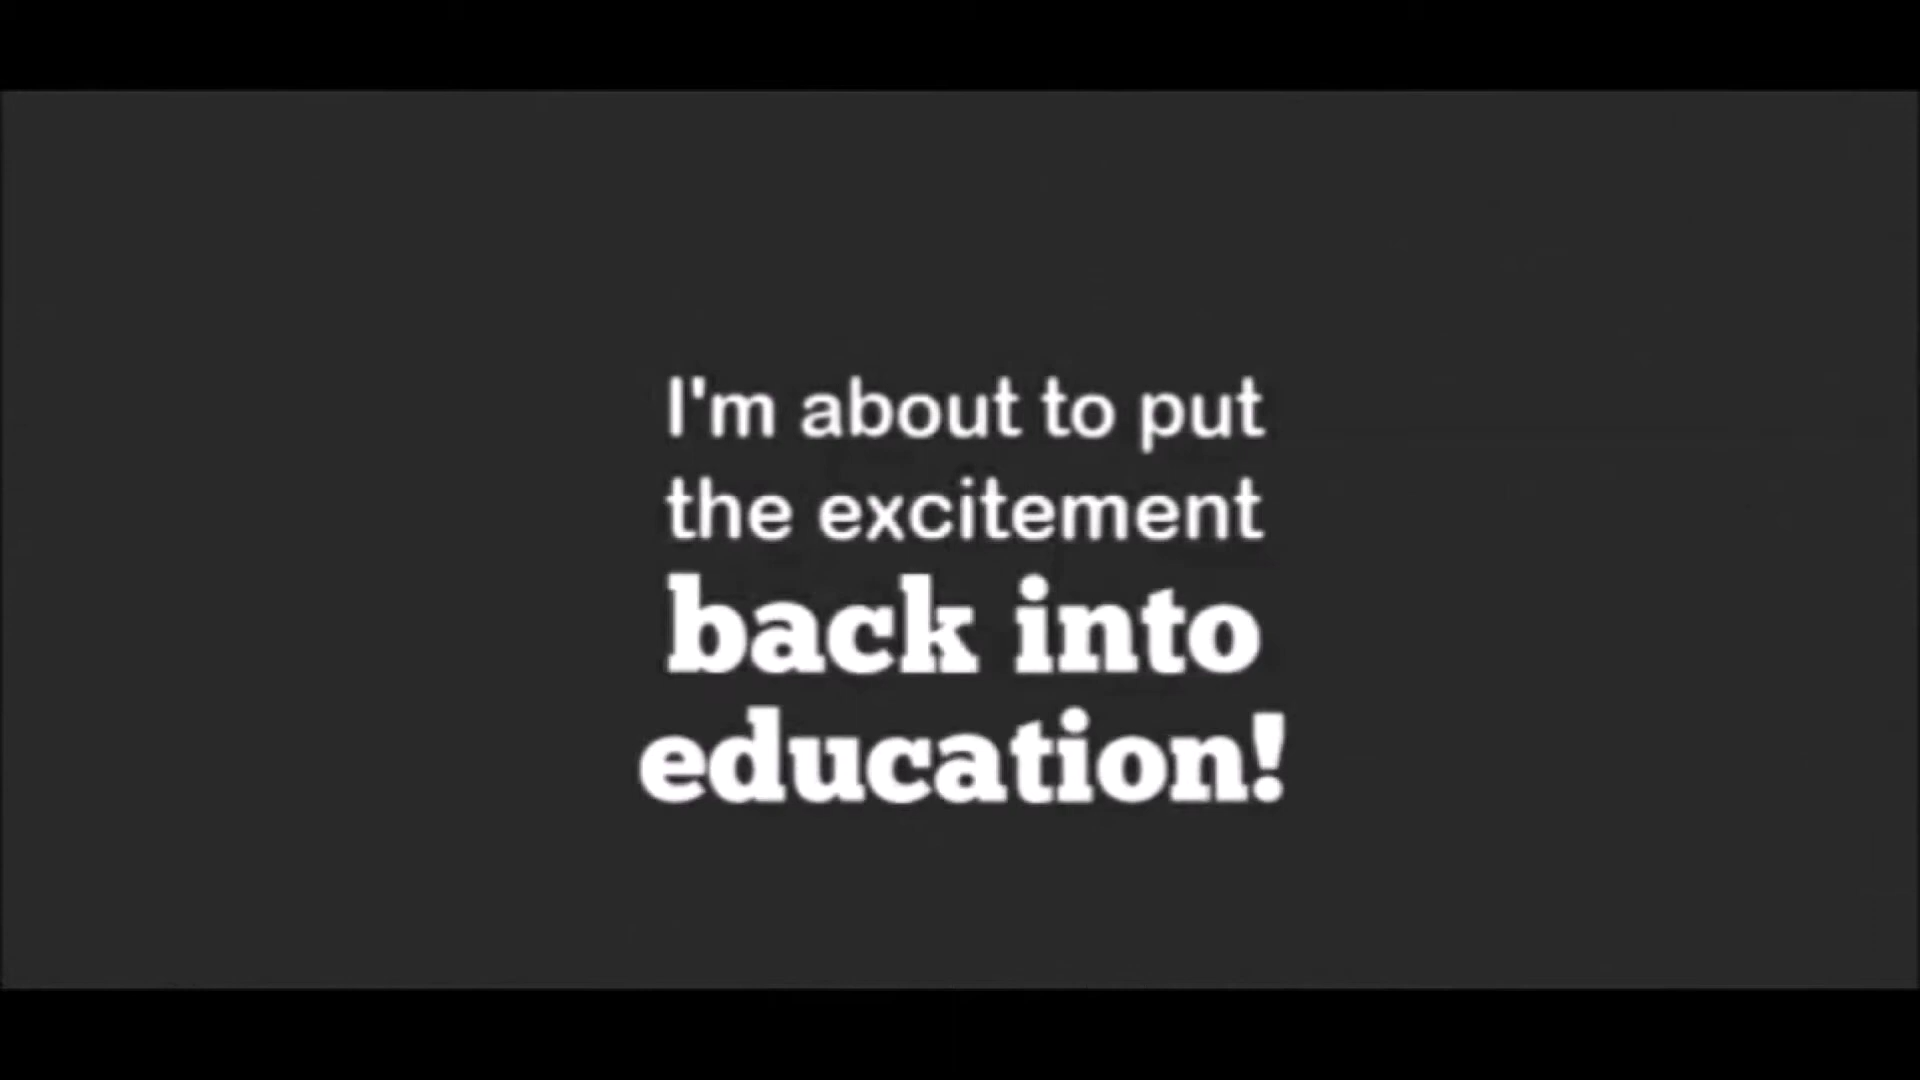 I'm about to put
the excitement
back into
education!